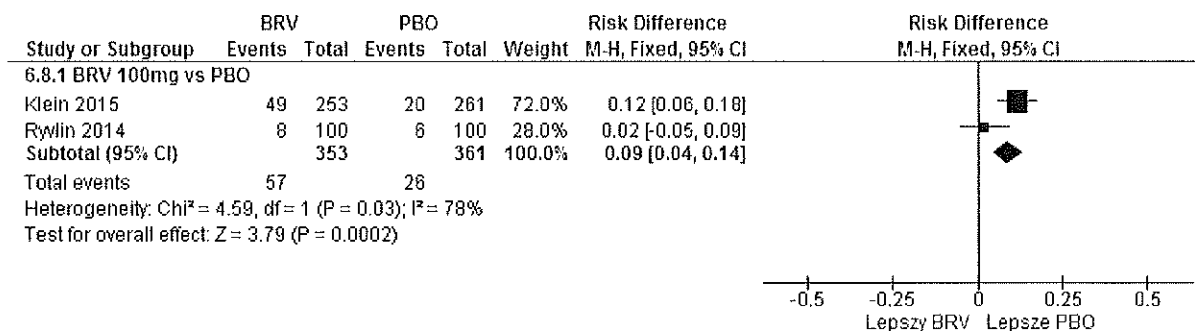 BRV PBO Risk Difference Risk Difference
Study or Subgroup Events Total Events Total Weight M-H, Fixed, 95% CI M-H, Fixed, 95% CI
6.8.1 BRV 100mg vs PBO
Klein 2015 49 253 20 261 72.0% 0.12 [0.06, 0.18]
Ryvlin 2014 8 100 6 100 28.0% 0.02 [-0.05, 0.09]
Subtotal (95% CI) 353 361 100.0% 0.09 [0.04, 0.14]
Total events 57 26
Heterogeneity: Chi² = 4.59, df = 1 (P = 0.03); I² = 78%
Test for overall effect: Z = 3.79 (P = 0.0002)
-0.5 -0.25 0 0.25 0.5
Lepszy BRV Lepsze PBO